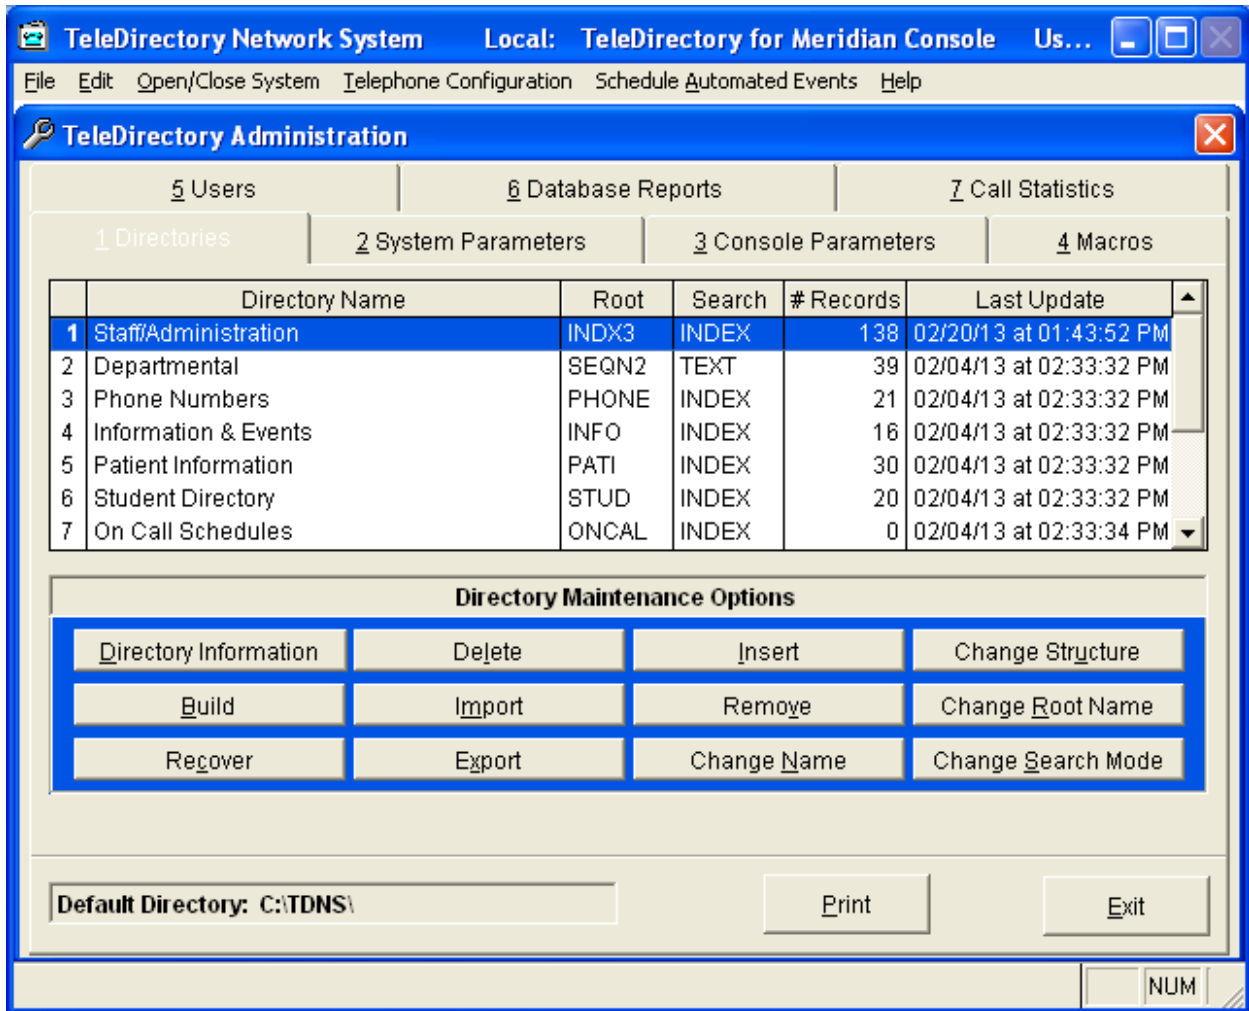 TeleDirectory Network System Local: TeleDirectory for Meridian Console Us...
File Edit Open/Close System Telephone Configuration Schedule Automated Events Help
TeleDirectory Administration
5 Users 6 Database Reports 7 Call Statistics
1 Directories 2 System Parameters 3 Console Parameters 4 Macros
Directory Name Root Search # Records Last Update
1 Staff/Administration INDX3 INDEX 138 02/20/13 at 01:43:52 PM
2 Departmental SEQN2 TEXT 39 02/04/13 at 02:33:32 PM
3 Phone Numbers PHONE INDEX 21 02/04/13 at 02:33:32 PM
4 Information & Events INFO INDEX 16 02/04/13 at 02:33:32 PM
5 Patient Information PATI INDEX 30 02/04/13 at 02:33:32 PM
6 Student Directory STUD INDEX 20 02/04/13 at 02:33:32 PM
7 On Call Schedules ONCAL INDEX 0 02/04/13 at 02:33:34 PM
Directory Maintenance Options
Directory Information Delete Insert Change Structure
Build Import Remove Change Root Name
Recover Export Change Name Change Search Mode
Default Directory: C:\TDNS\ Print Exit
NUM